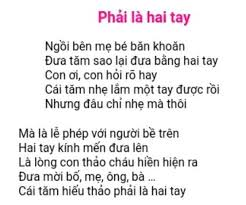 Phải là hai tay
Ngồi bên mẹ bé băn khoăn
Đưa tăm sao lại đưa bằng hai tay
Con ơi, con hỏi rõ hay
Cái tăm nhẹ lắm một tay được rồi
Nhưng đâu chỉ nhẹ mà thôi
Mà là lễ phép với người bề trên
Hai tay kính mến đưa lên
Là lòng con thảo cháu hiền hiện ra
Đưa mời bố, mẹ, ông, bà ...
Cái tăm hiếu thảo phải là hai tay